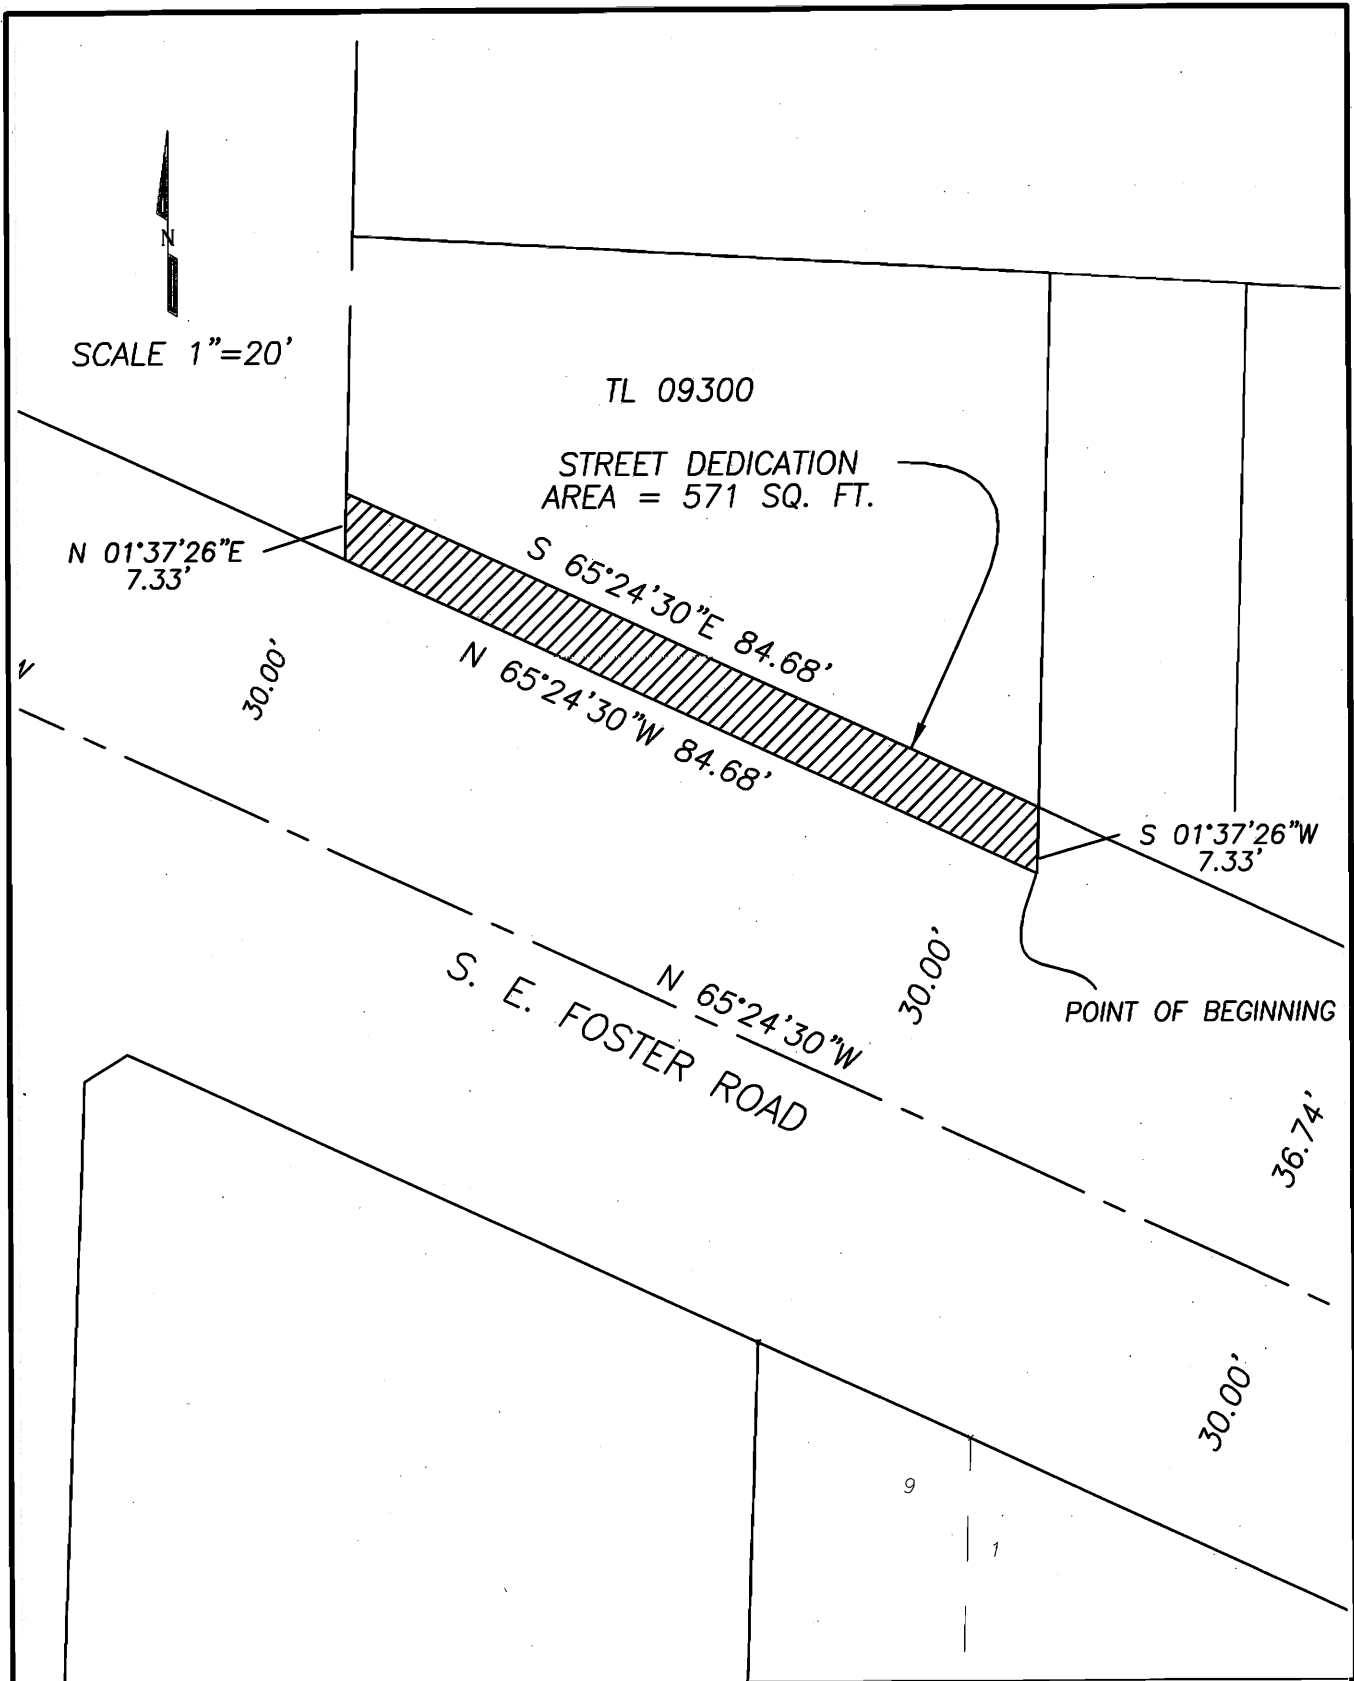 N
SCALE 1"=20'
TL 09300
STREET DEDICATION
AREA = 571 SQ. FT.
N 01°37'26"E
7.33'
S 65°24'30"E 84.68'
N 65°24'30"W 84.68'
30.00'
S 01°37'26"W
7.33'
30.00'
POINT OF BEGINNING
N 65°24'30"W
S. E. FOSTER ROAD
36.74'
30.00'
9
1